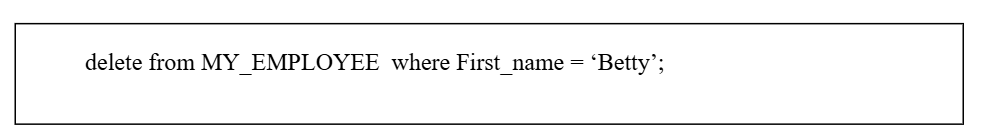 delete from MY_EMPLOYEE  where First_name = ‘Betty’;